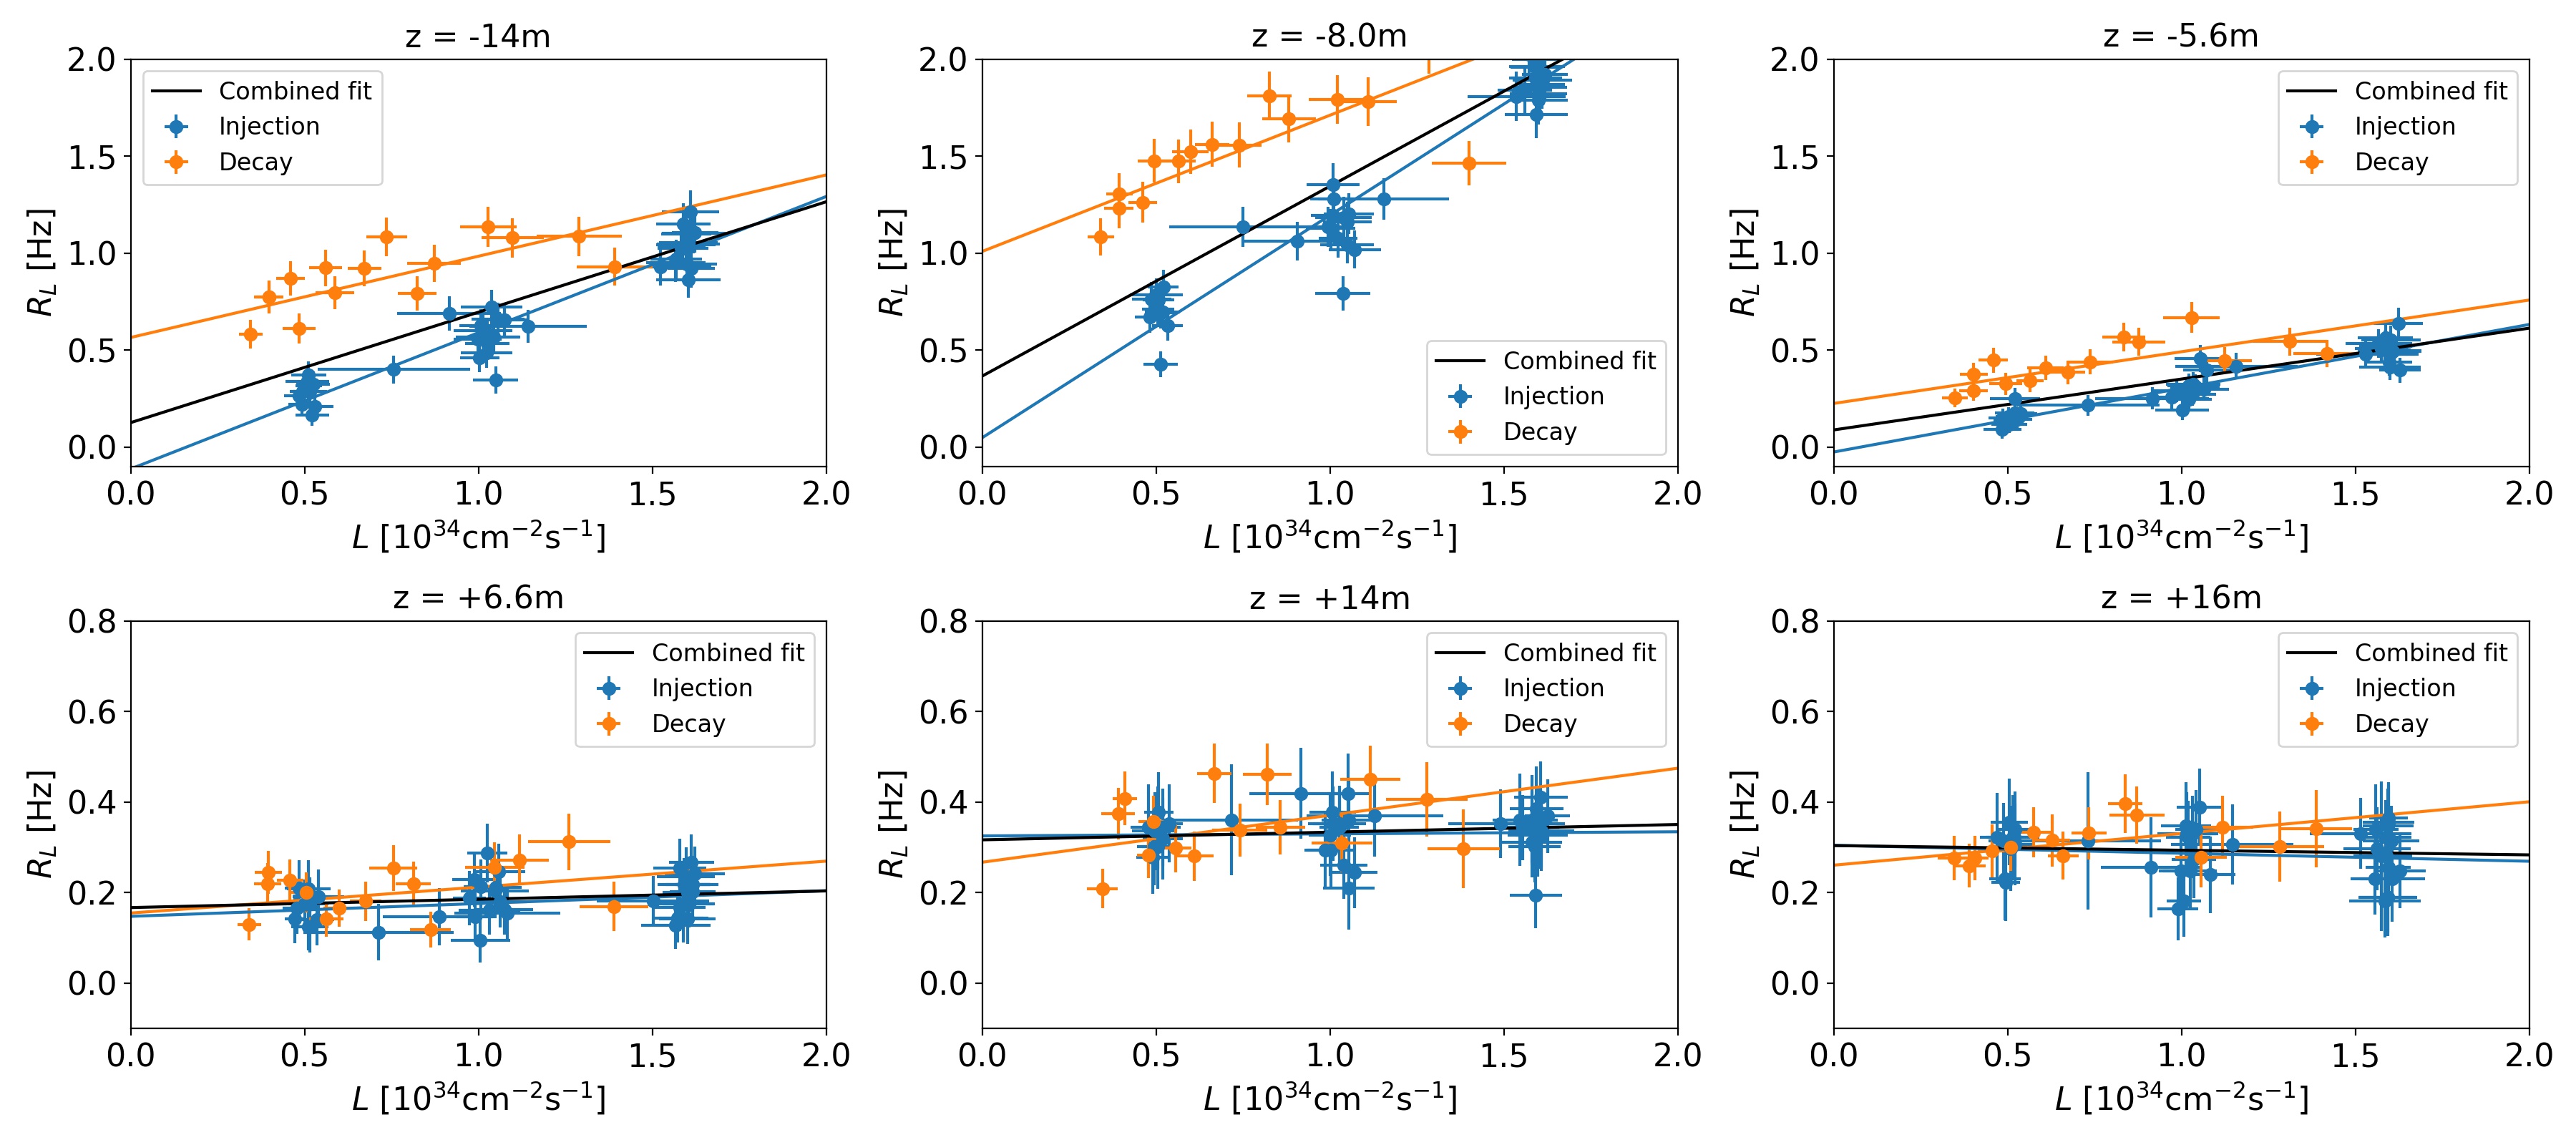 z = -14m
z = -8.0m
z = -5.6m
2.0
1.5
1.0
0.5
0.0
R_L [Hz]
Combined fit
Injection
Decay
0.0 0.5 1.0 1.5 2.0
L [10^34 cm^−2 s^−1]
2.0
1.5
1.0
0.5
0.0
R_L [Hz]
Combined fit
Injection
Decay
0.0 0.5 1.0 1.5 2.0
L [10^34 cm^−2 s^−1]
2.0
1.5
1.0
0.5
0.0
R_L [Hz]
Combined fit
Injection
Decay
0.0 0.5 1.0 1.5 2.0
L [10^34 cm^−2 s^−1]
z = +6.6m
z = +14m
z = +16m
0.8
0.6
0.4
0.2
0.0
R_L [Hz]
Combined fit
Injection
Decay
0.0 0.5 1.0 1.5 2.0
L [10^34 cm^−2 s^−1]
0.8
0.6
0.4
0.2
0.0
R_L [Hz]
Combined fit
Injection
Decay
0.0 0.5 1.0 1.5 2.0
L [10^34 cm^−2 s^−1]
0.8
0.6
0.4
0.2
0.0
R_L [Hz]
Combined fit
Injection
Decay
0.0 0.5 1.0 1.5 2.0
L [10^34 cm^−2 s^−1]